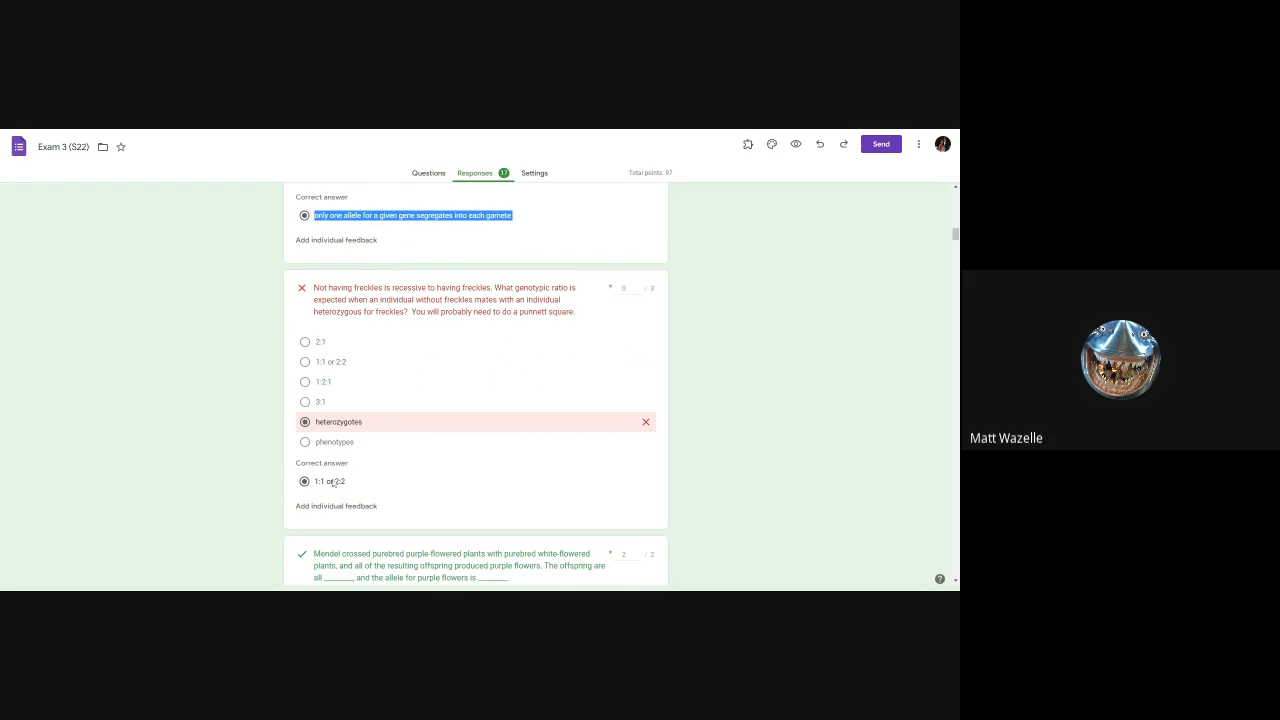 Exam 3 (S22)
Send
Questions
Responses 17
Settings
Total points: 97
Correct answer
only one allele for a given gene segregates into each gamete
Add individual feedback
Not having freckles is recessive to having freckles. What genotypic ratio is * 0 / 3
expected when an individual without freckles mates with an individual
heterozygous for freckles? You will probably need to do a punnett square.
2:1
1:1 or 2:2
1:2:1
3:1
heterozygotes
phenotypes
Correct answer
1:1 or 2:2
Add individual feedback
Mendel crossed purebred purple-flowered plants with purebred white-flowered * 2 / 2
plants, and all of the resulting offspring produced purple flowers. The offspring are
all _______, and the allele for purple flowers is _______.
Matt Wazelle